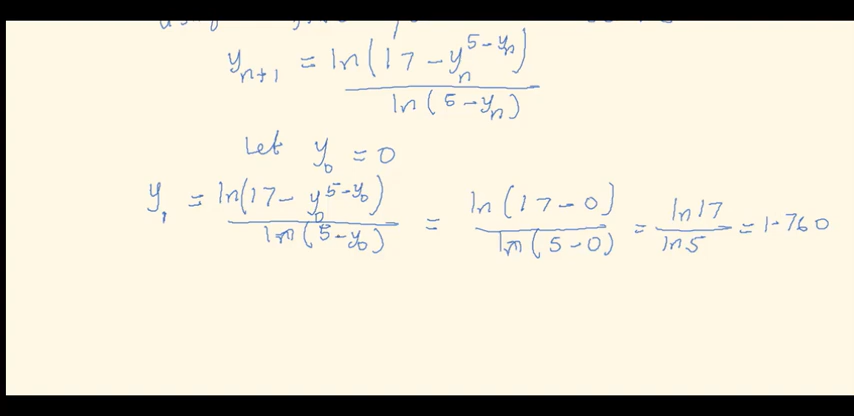 y_{n+1} = ln(17 - y_n^{5-y_n}) / ln(5-y_n)
Let y_0 = 0
y_1 = ln(17 - y_0^{5-y_0}) / ln(5-y_0) = ln(17-0) / ln(5-0) = ln17 / ln5 = 1.760